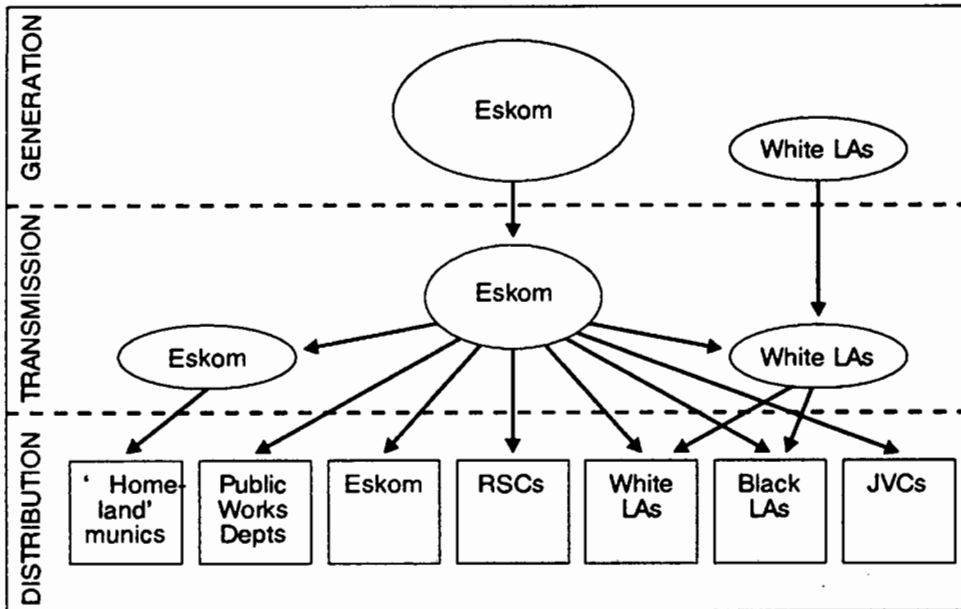 GENERATION
Eskom
White LAs
TRANSMISSION
Eskom
Eskom
White LAs
DISTRIBUTION
' Home-
land'
munics
Public
Works
Depts
Eskom
RSCs
White
LAs
Black
LAs
JVCs